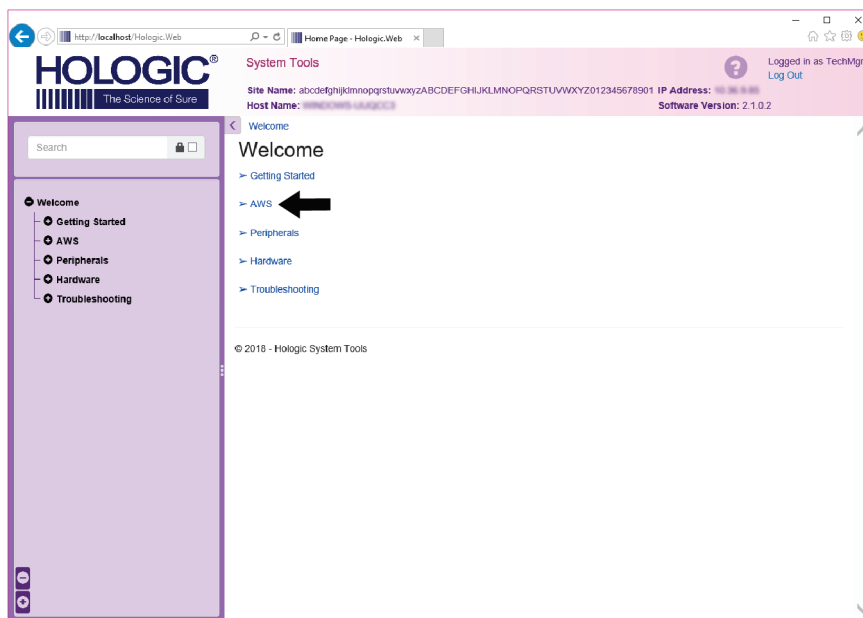 http://localhost/Hologic.Web
Home Page - Hologic.Web
HOLOGIC®
The Science of Sure
System Tools
Logged in as TechMgr
Log Out
Site Name: abcdefghijklmnopqrstuvwxyzABCDEFGHIJKLMNOPQRSTUVWXYZ012345678901 IP Address:
Host Name:
Software Version: 2.1.0.2
Search
Welcome
Getting Started
AWS
Peripherals
Hardware
Troubleshooting
Welcome
Welcome
➢ Getting Started
➢ AWS
➢ Peripherals
➢ Hardware
➢ Troubleshooting
© 2018 - Hologic System Tools